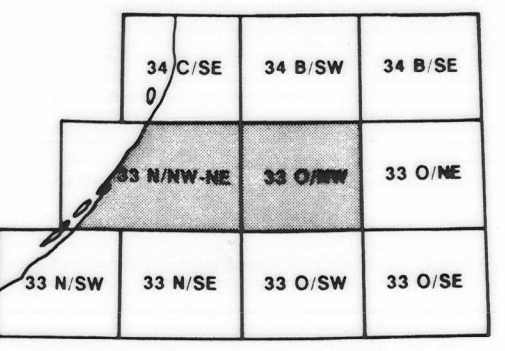 34 C/SE 34 B/SW 34 B/SE
33 N/NW-NE 33 O/NW 33 O/NE
33 N/SW 33 N/SE 33 O/SW 33 O/SE